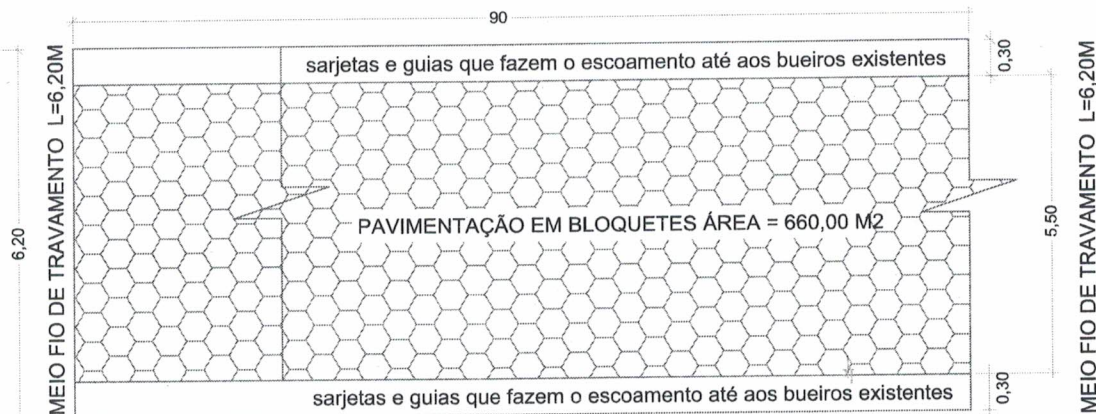 90
sarjetas e guias que fazem o escoamento até aos bueiros existentes
0,30
MEIO FIO DE TRAVAMENTO L=6,20M
6,20
PAVIMENTAÇÃO EM BLOQUETES ÁREA = 660,00 M2
5,50
MEIO FIO DE TRAVAMENTO L=6,20M
sarjetas e guias que fazem o escoamento até aos bueiros existentes
0,30